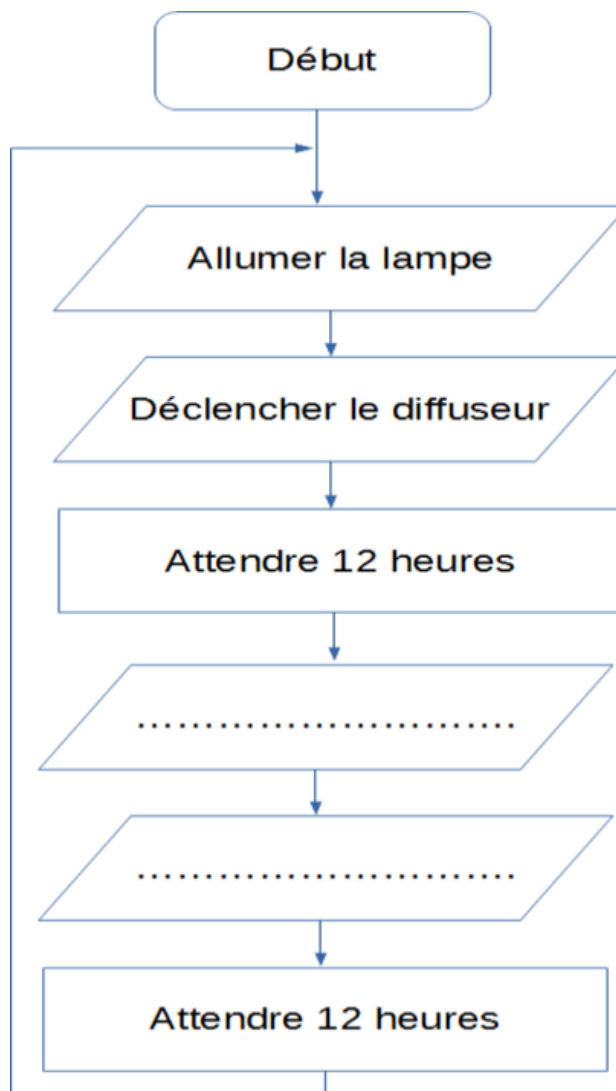 Début
Allumer la lampe
Déclencher le diffuseur
Attendre 12 heures
............................
............................
Attendre 12 heures